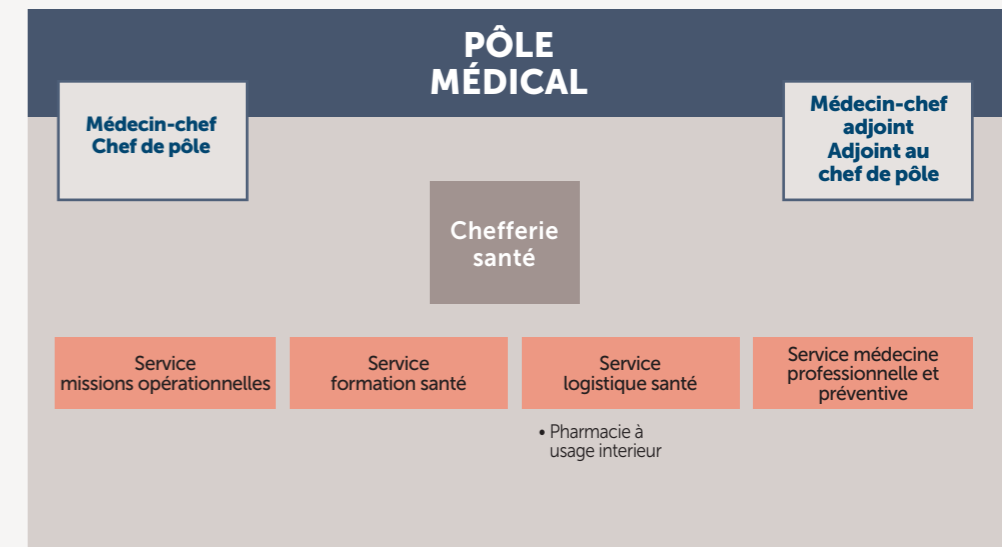 PÔLE
MÉDICAL
Médecin-chef
Chef de pôle
Médecin-chef
adjoint
Adjoint au
chef de pôle
Chefferie
santé
Service
missions opérationnelles
Service
formation santé
Service
logistique santé
Service médecine
professionnelle et
préventive
• Pharmacie à
usage interieur